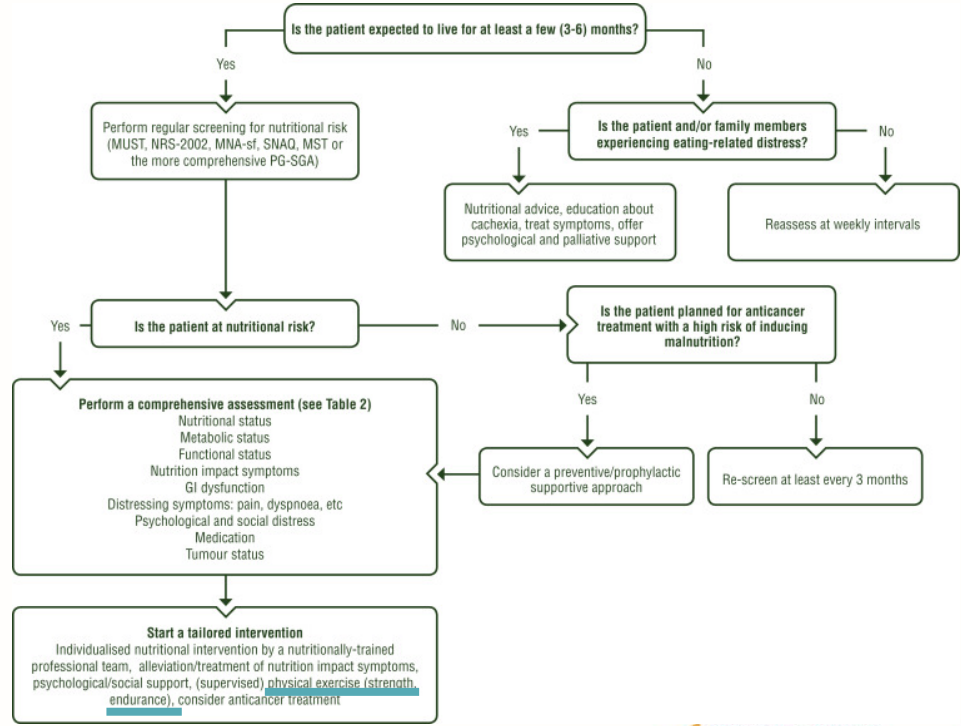 Is the patient expected to live for at least a few (3-6) months?
Yes
No
Perform regular screening for nutritional risk
(MUST, NRS-2002, MNA-sf, SNAQ, MST or
the more comprehensive PG-SGA)
Yes
Is the patient and/or family members
experiencing eating-related distress?
No
Nutritional advice, education about
cachexia, treat symptoms, offer
psychological and palliative support
Reassess at weekly intervals
Yes
Is the patient at nutritional risk?
No
Is the patient planned for anticancer
treatment with a high risk of inducing
malnutrition?
Yes
No
Perform a comprehensive assessment (see Table 2)
Nutritional status
Metabolic status
Functional status
Nutrition impact symptoms
GI dysfunction
Distressing symptoms: pain, dyspnoea, etc
Psychological and social distress
Medication
Tumour status
Consider a preventive/prophylactic
supportive approach
Re-screen at least every 3 months
Start a tailored intervention
Individualised nutritional intervention by a nutritionally-trained
professional team, alleviation/treatment of nutrition impact symptoms,
psychological/social support, (supervised) physical exercise (strength,
endurance), consider anticancer treatment